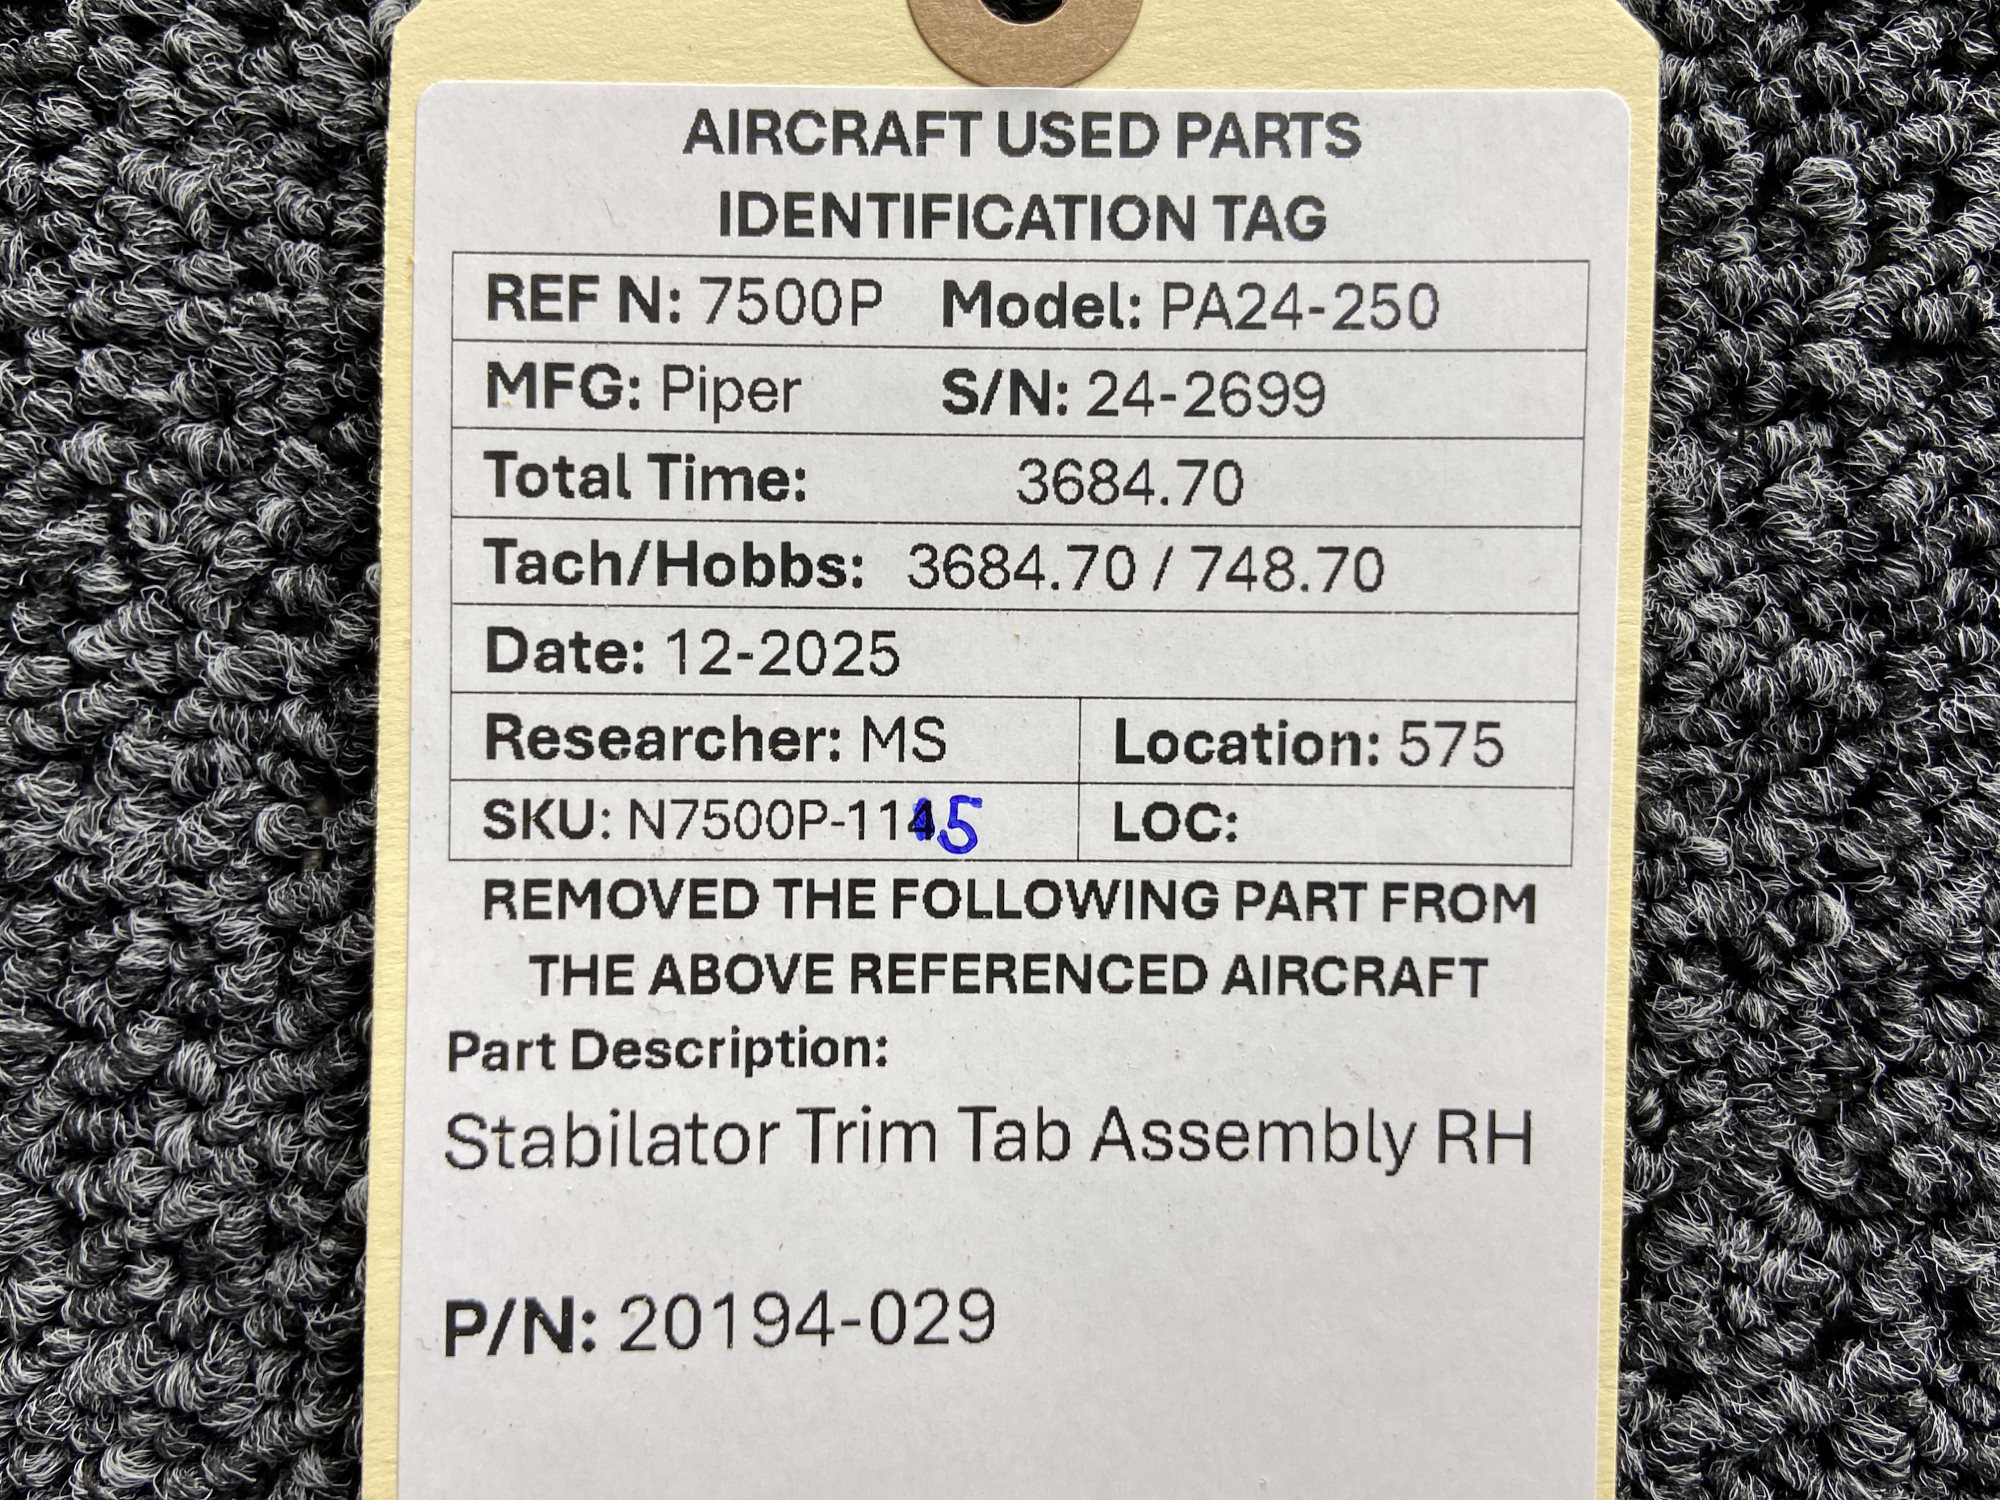 AIRCRAFT USED PARTS
IDENTIFICATION TAG
REF N: 7500P Model: PA24-250
MFG: Piper S/N: 24-2699
Total Time: 3684.70
Tach/Hobbs: 3684.70 / 748.70
Date: 12-2025
Researcher: MS Location: 575
SKU: N7500P-115 LOC:
REMOVED THE FOLLOWING PART FROM
THE ABOVE REFERENCED AIRCRAFT
Part Description:
Stabilator Trim Tab Assembly RH
P/N: 20194-029